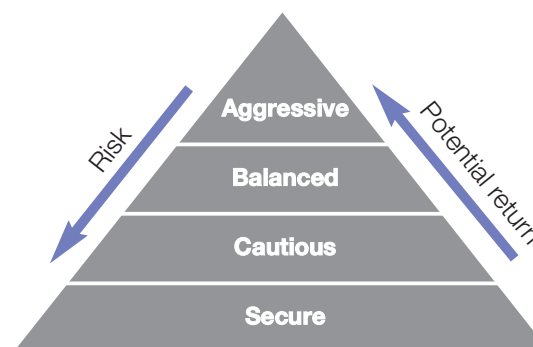 Aggressive
Risk
Potential return
Balanced
Cautious
Secure